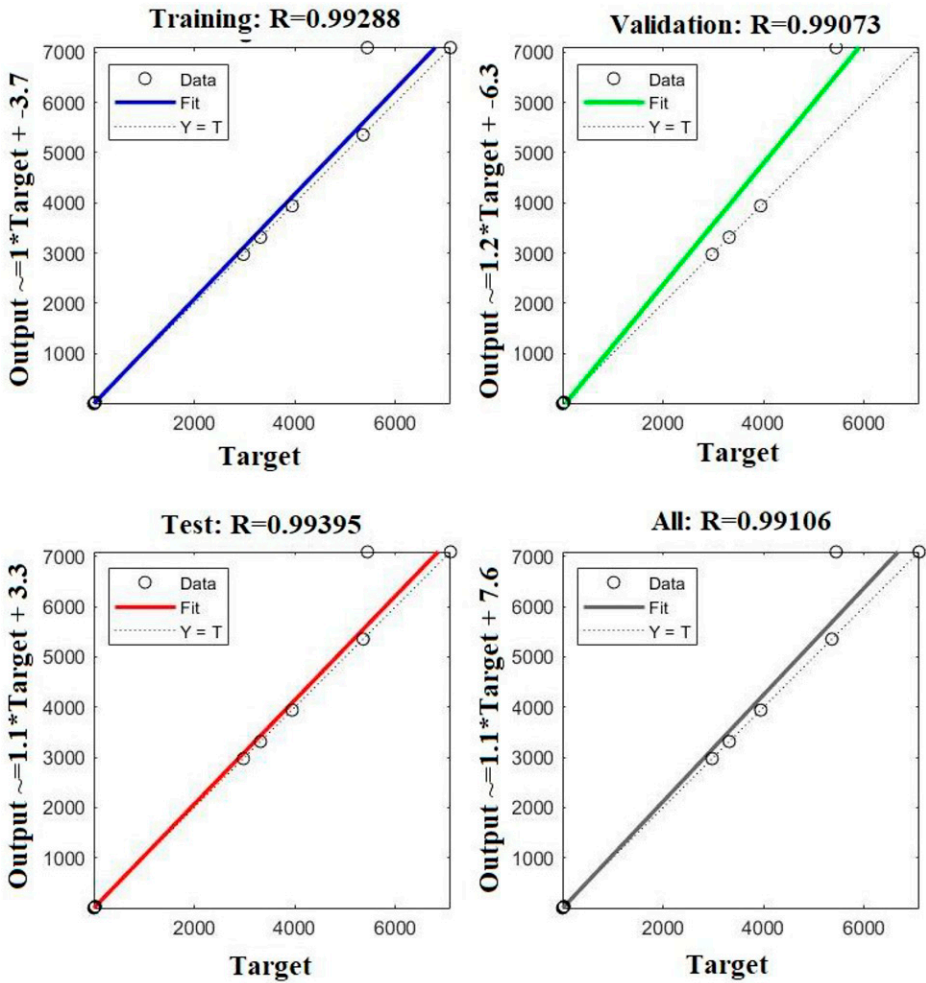 Training: R=0.99288
Output ~=1*Target + -3.7
7000
6000
5000
4000
3000
2000
1000
Data
Fit
Y = T
2000
4000
6000
Target
Validation: R=0.99073
Output ~=1.2*Target + -6.3
7000
6000
5000
4000
3000
2000
1000
Data
Fit
Y = T
2000
4000
6000
Target
Test: R=0.99395
Output ~=1.1*Target + 3.3
7000
6000
5000
4000
3000
2000
1000
Data
Fit
Y = T
2000
4000
6000
Target
All: R=0.99106
Output ~=1.1*Target + 7.6
7000
6000
5000
4000
3000
2000
1000
Data
Fit
Y = T
2000
4000
6000
Target